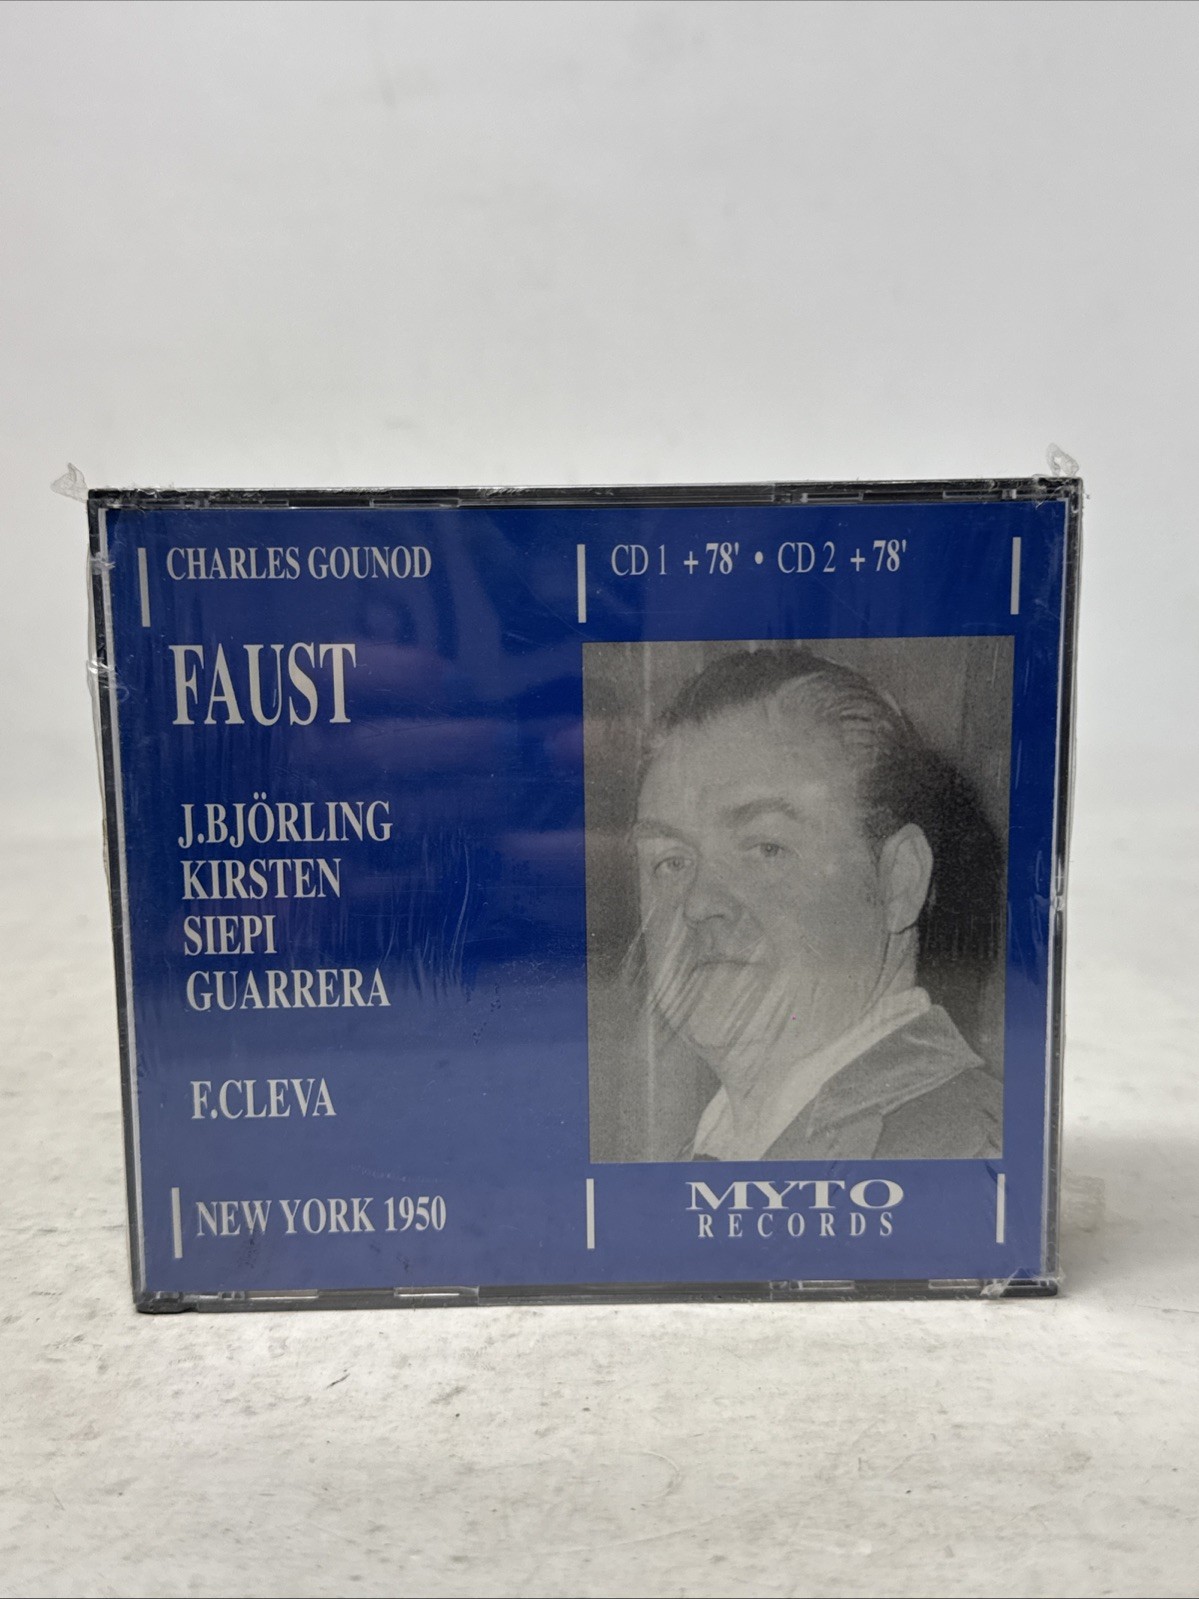 CHARLES GOUNOD
CD 1 + 78' • CD 2 + 78'
FAUST
J.BJÖRLING
KIRSTEN
SIEPI
GUARRERA
F.CLEVA
NEW YORK 1950
MYTO
RECORDS